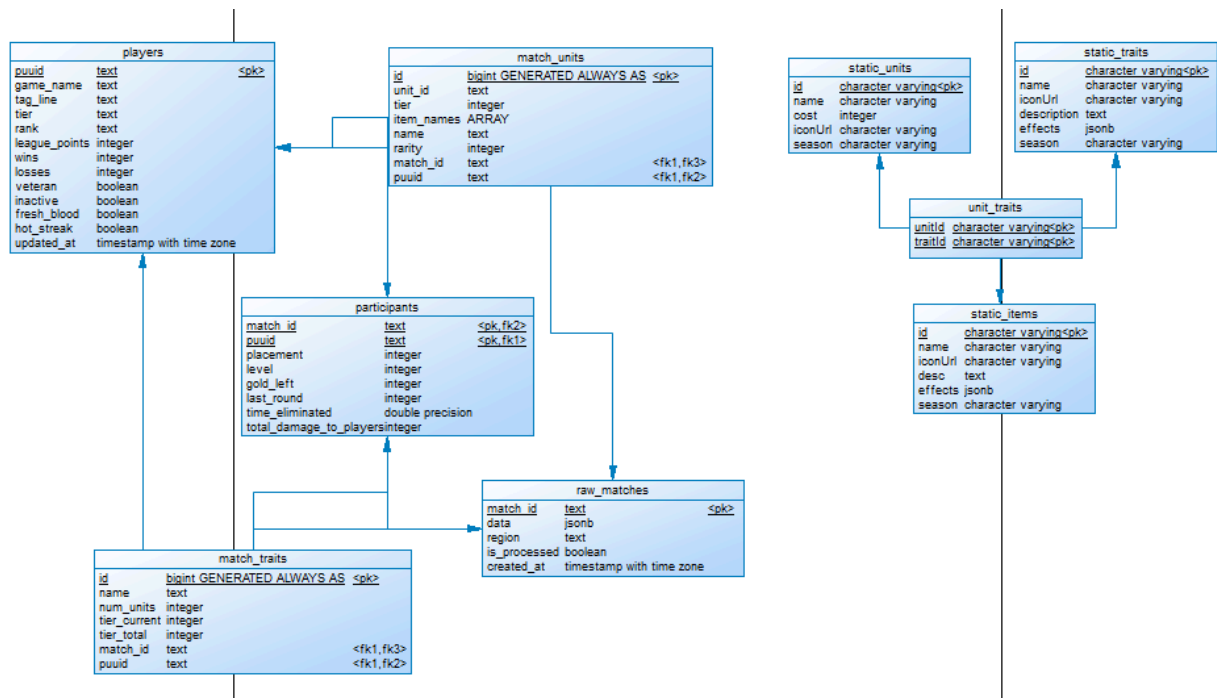 players
puuid text <pk>
game_name text
tag_line text
tier text
rank text
league_points integer
wins integer
losses integer
veteran boolean
inactive boolean
fresh_blood boolean
hot_streak boolean
updated_at timestamp with time zone
match_units
id bigint GENERATED ALWAYS AS <pk>
unit_id text
tier integer
item_names ARRAY
name text
rarity integer
match_id text <fk1,fk3>
puuid text <fk1,fk2>
static_units
id character varying<pk>
name character varying
cost integer
iconUrl character varying
season character varying
static_traits
id character varying<pk>
name character varying
iconUrl character varying
description text
effects jsonb
season character varying
unit_traits
unitId character varying<pk>
traitId character varying<pk>
participants
match_id text <pk,fk2>
puuid text <pk,fk1>
placement integer
level integer
gold_left integer
last_round integer
time_eliminated double precision
total_damage_to_players integer
static_items
id character varying<pk>
name character varying
iconUrl character varying
desc text
effects jsonb
season character varying
raw_matches
match_id text <pk>
data jsonb
region text
is_processed boolean
created_at timestamp with time zone
match_traits
id bigint GENERATED ALWAYS AS <pk>
name text
num_units integer
tier_current integer
tier_total integer
match_id text <fk1,fk3>
puuid text <fk1,fk2>